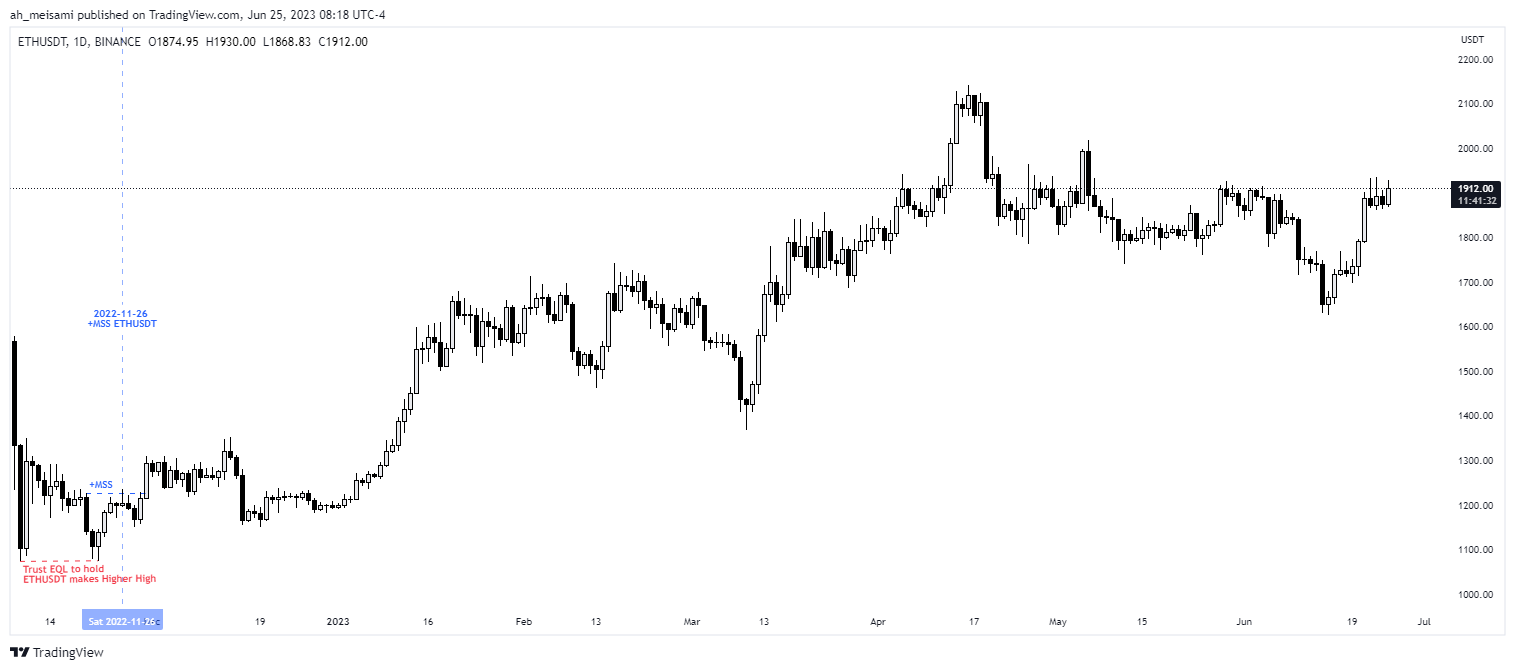 ah_meisami published on TradingView.com, Jun 25, 2023 08:18 UTC-4
ETHUSDT, 1D, BINANCE O1874.95 H1930.00 L1868.83 C1912.00
USDT
2200.00
2100.00
2000.00
1912.00
11:41:32
1800.00
1700.00
1600.00
1500.00
1400.00
1300.00
1200.00
1100.00
1000.00
2022-11-26
+MSS ETHUSDT
+MSS
Trust EQL to hold
ETHUSDT makes Higher High
14 Sat 2022-11-26 19 2023 16 Feb 13 Mar 13 Apr 17 May 15 Jun 19 Jul
TradingView